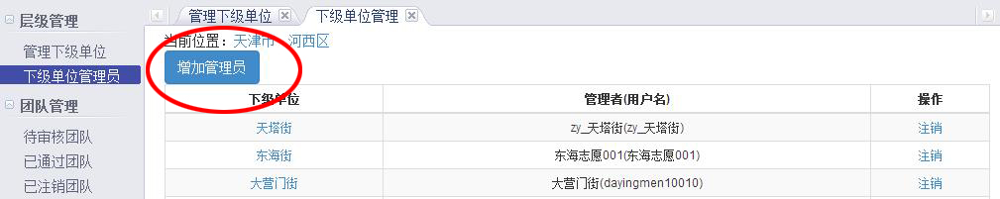 层级管理
管理下级单位
下级单位管理员
团队管理
待审核团队
已通过团队
已注销团队
管理下级单位 下级单位管理
当前位置：天津市 河西区
增加管理员
下级单位 管理者(用户名) 操作
天塔街 zy_天塔街(zy_天塔街) 注销
东海街 东海志愿001(东海志愿001) 注销
大营门街 大营门街(dayingmen10010) 注销